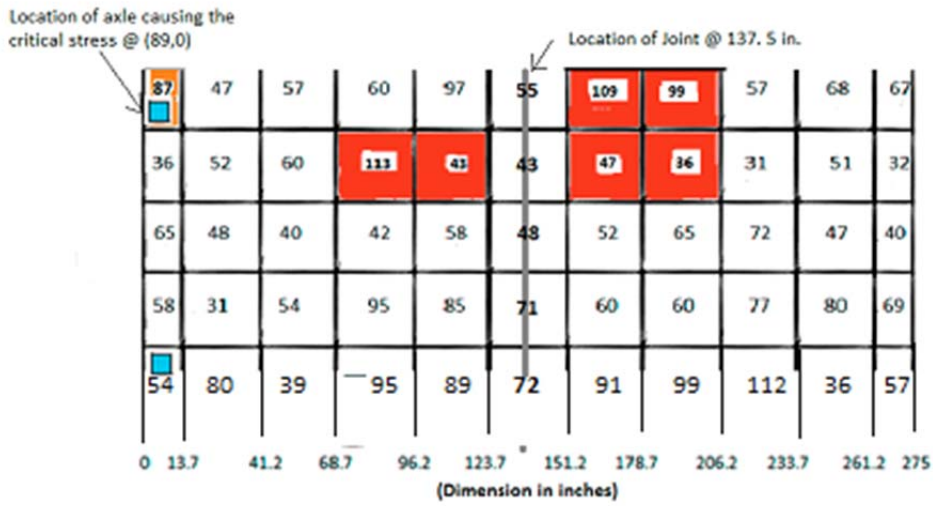 Location of axle causing the
critical stress @ (89,0)
Location of Joint @ 137. 5 in.
87 47 57 60 97 55 109 99 57 68 67
36 52 60 113 43 43 47 36 31 51 32
65 48 40 42 58 48 52 65 72 47 40
58 31 54 95 85 71 60 60 77 80 69
54 80 39 95 89 72 91 99 112 36 57
0 13.7 41.2 68.7 96.2 123.7 151.2 178.7 206.2 233.7 261.2 275
(Dimension in inches)